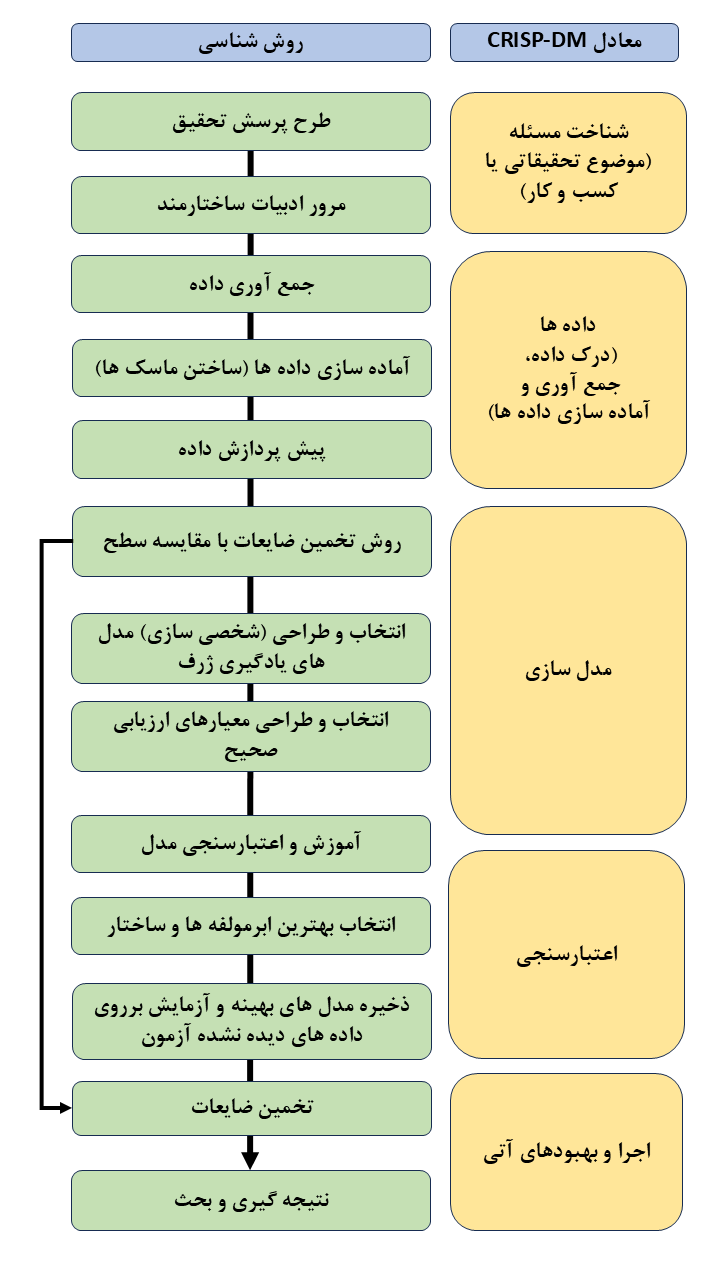 معادل CRISP-DM
روش شناسی
شناخت مسئله
(موضوع تحقیقاتی یا
کسب و کار)
طرح پرسش تحقیق
مرور ادبیات ساختارمند
داده ها
(درک داده،
جمع آوری و
آماده سازی داده ها)
جمع آوری داده
آماده سازی داده ها (ساختن ماسک ها)
پیش پردازش داده
مدل سازی
روش تخمین ضایعات با مقایسه سطح
انتخاب و طراحی (شخصی سازی) مدل
های یادگیری ژرف
انتخاب و طراحی معیارهای ارزیابی
صحیح
اعتبارسنجی
آموزش و اعتبارسنجی مدل
انتخاب بهترین ابرمولفه ها و ساختار
ذخیره مدل های بهینه و آزمایش برروی
داده های دیده نشده آزمون
اجرا و بهبودهای آتی
تخمین ضایعات
نتیجه گیری و بحث